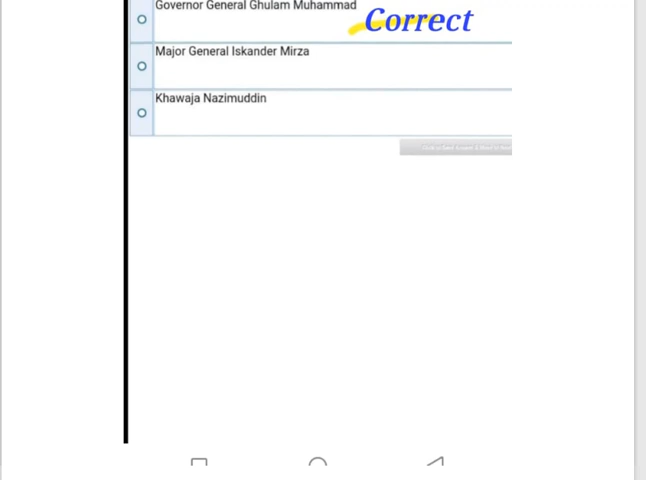 Governor General Ghulam Muhammad
Correct
Major General Iskander Mirza
Khawaja Nazimuddin